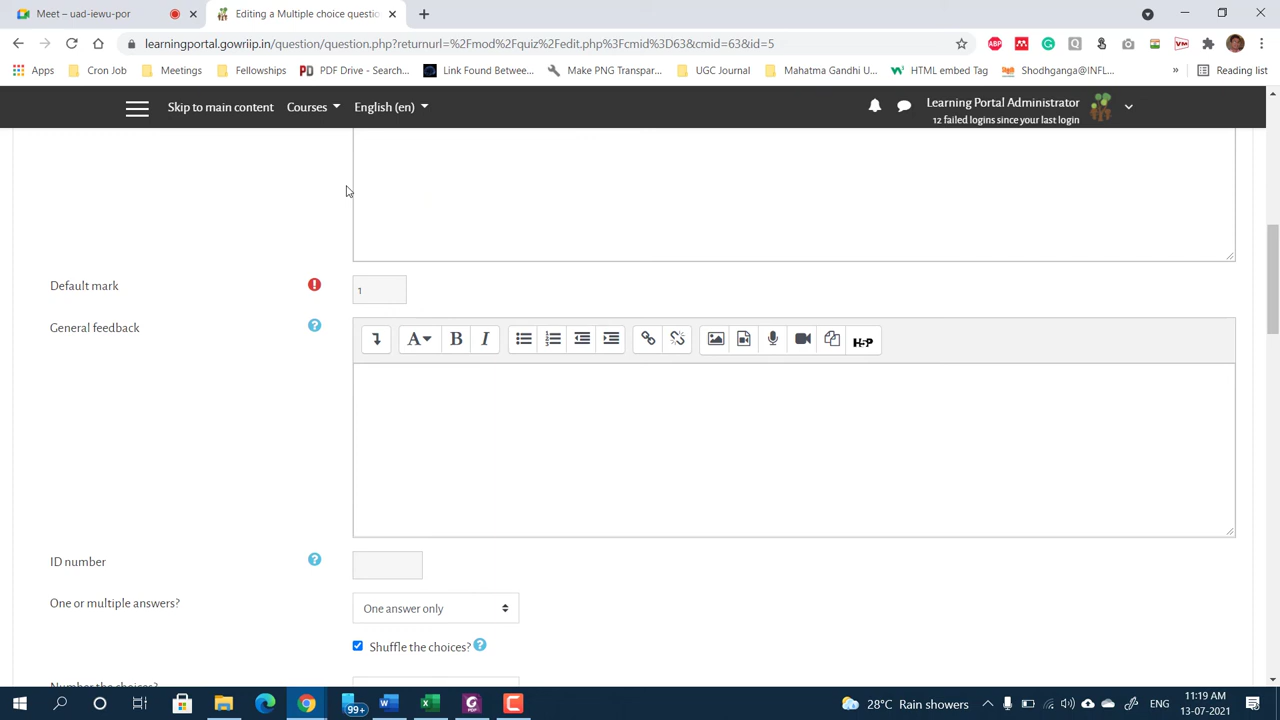 Meet – uad-iewu-por
Editing a Multiple choice questio
learningportal.gowriip.in/question/question.php?returnurl=%2Fmod%2Fquiz%2Fedit.php%3Fcmid%3D63&cmid=63&id=5
Apps Cron Job Meetings Fellowships PDF Drive - Search... Link Found Betwee... Make PNG Transpar... UGC Journal Mahatma Gandhi U... HTML embed Tag Shodhganga@INFL... » Reading list
Skip to main content Courses English (en) Learning Portal Administrator
12 failed logins since your last login
Default mark 1
General feedback
A B I H5P
ID number
One or multiple answers? One answer only
Shuffle the choices?
Number the choices?
99+ 28°C Rain showers ENG 11:19 AM
13-07-2021